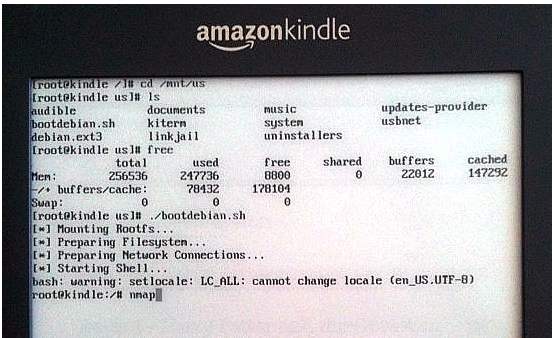 amazonkindle
[root@kindle /]# cd /mnt/us
[root@kindle us]# ls
audible documents music updates-provider
bootdebian.sh kiterm system usbnet
debian.ext3 linkjail uninstallers
[root@kindle us]# free
total used free shared buffers cached
Mem: 256536 247736 8800 0 22012 147292
-/+ buffers/cache: 78432 178104
Swap: 0 0 0
[root@kindle us]# ./bootdebian.sh
[*] Mounting Rootfs...
[*] Preparing Filesystem...
[*] Preparing Network Connections...
[*] Starting Shell...
bash: warning: setlocale: LC_ALL: cannot change locale (en_US.UTF-8)
root@kindle:/# nmap